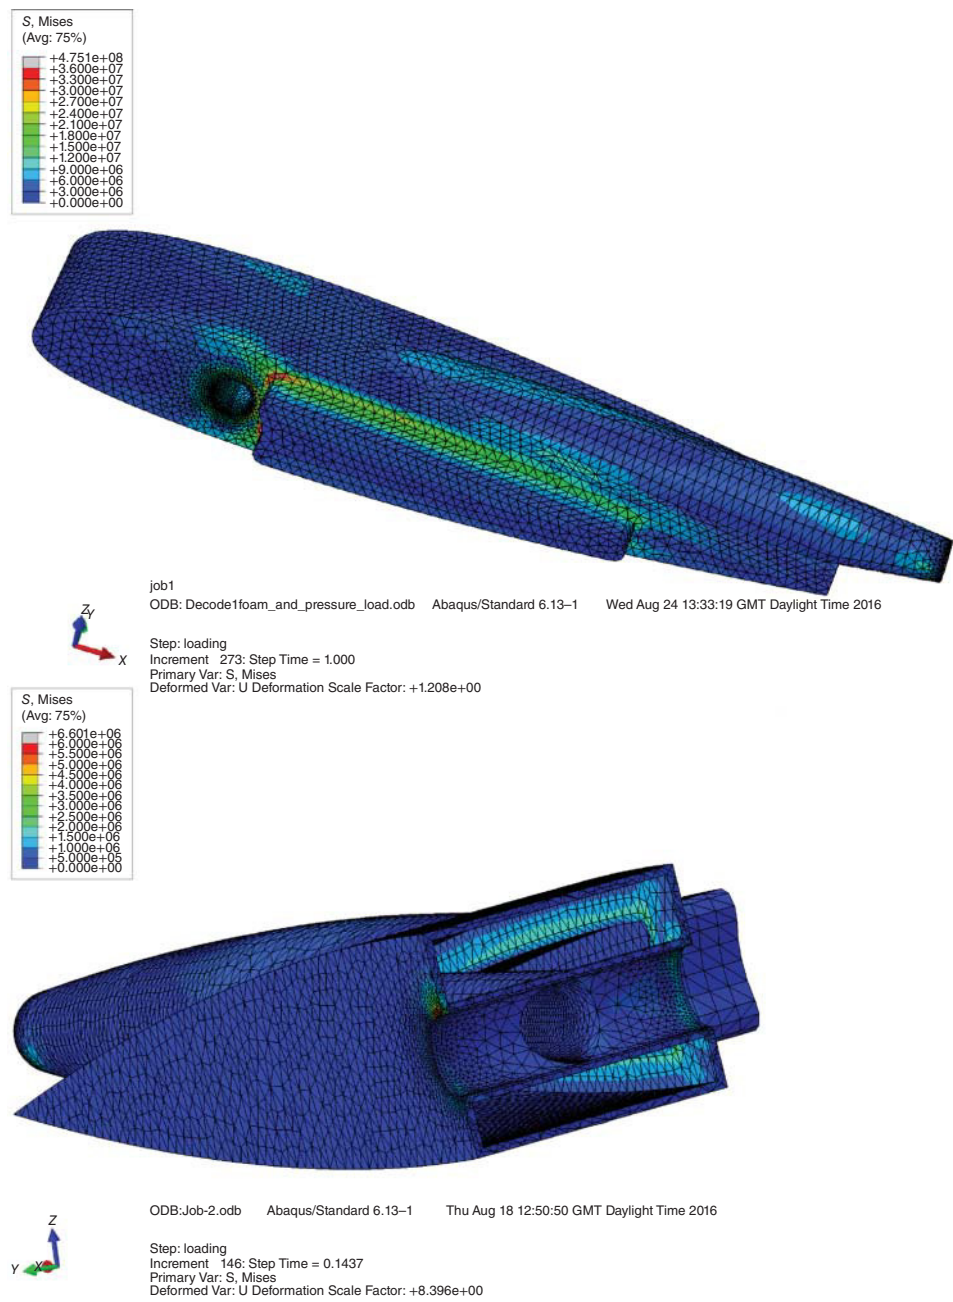 S, Mises
(Avg: 75%)
+4.751e+08
+3.600e+07
+3.300e+07
+3.000e+07
+2.700e+07
+2.400e+07
+2.100e+07
+1.800e+07
+1.500e+07
+1.200e+07
+9.000e+06
+6.000e+06
+3.000e+06
+0.000e+00
job1
ODB: Decode1foam_and_pressure_load.odb Abaqus/Standard 6.13–1 Wed Aug 24 13:33:19 GMT Daylight Time 2016
Z
Y
X
Step: loading
Increment 273: Step Time = 1.000
Primary Var: S, Mises
Deformed Var: U Deformation Scale Factor: +1.208e+00
S, Mises
(Avg: 75%)
+6.601e+06
+6.000e+06
+5.500e+06
+5.000e+06
+4.500e+06
+4.000e+06
+3.500e+06
+3.000e+06
+2.500e+06
+2.000e+06
+1.500e+06
+1.000e+06
+5.000e+05
+0.000e+00
ODB:Job-2.odb Abaqus/Standard 6.13–1 Thu Aug 18 12:50:50 GMT Daylight Time 2016
Z
Y X
Step: loading
Increment 146: Step Time = 0.1437
Primary Var: S, Mises
Deformed Var: U Deformation Scale Factor: +8.396e+00